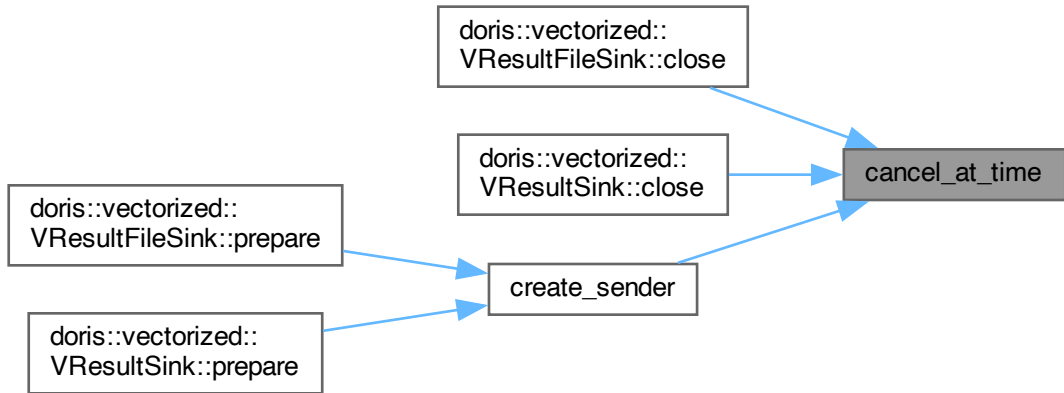 doris::vectorized::
VResultFileSink::close
doris::vectorized::
VResultSink::close
cancel_at_time
doris::vectorized::
VResultFileSink::prepare
create_sender
doris::vectorized::
VResultSink::prepare